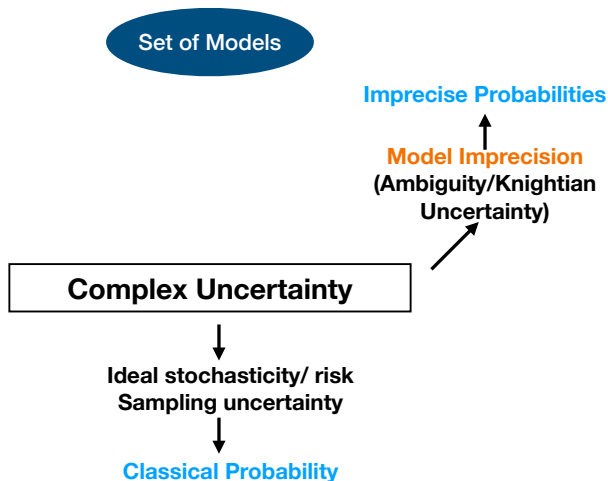 Set of Models
Imprecise Probabilities
Model Imprecision
(Ambiguity/Knightian
Uncertainty)
Complex Uncertainty
Ideal stochasticity/ risk
Sampling uncertainty
Classical Probability